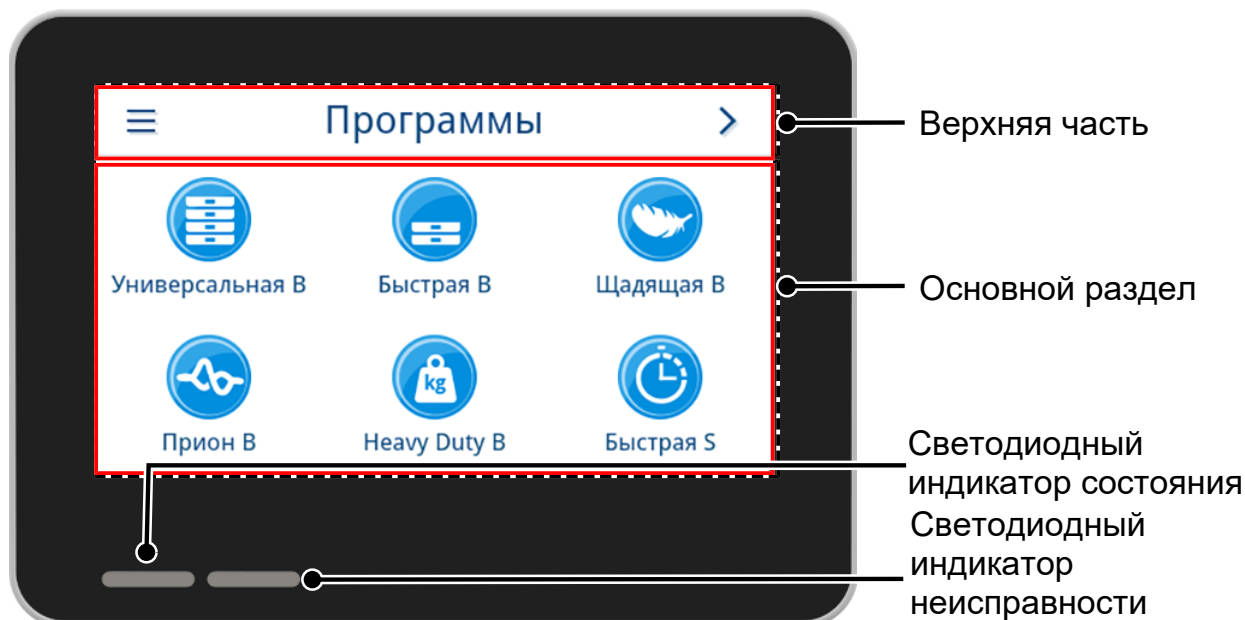 Программы
Верхняя часть
Универсальная B
Быстрая B
Щадящая B
Основной раздел
Прион B
kg
Heavy Duty B
Быстрая S
Светодиодный
индикатор состояния
Светодиодный
индикатор
неисправности